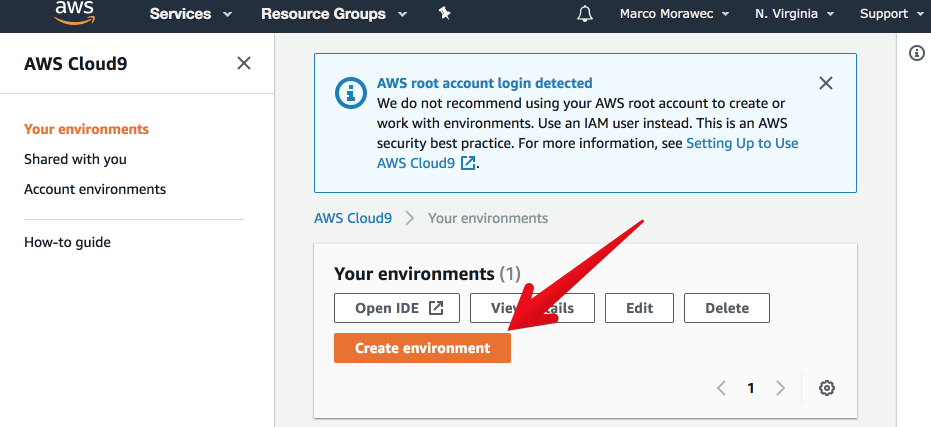 aws
Services
Resource Groups
Marco Morawec
N. Virginia
Support
AWS Cloud9
Your environments
Shared with you
Account environments
How-to guide
AWS root account login detected
We do not recommend using your AWS root account to create or
work with environments. Use an IAM user instead. This is an AWS
security best practice. For more information, see Setting Up to Use
AWS Cloud9 .
AWS Cloud9 > Your environments
Your environments (1)
Open IDE
Edit
Delete
Create environment
1